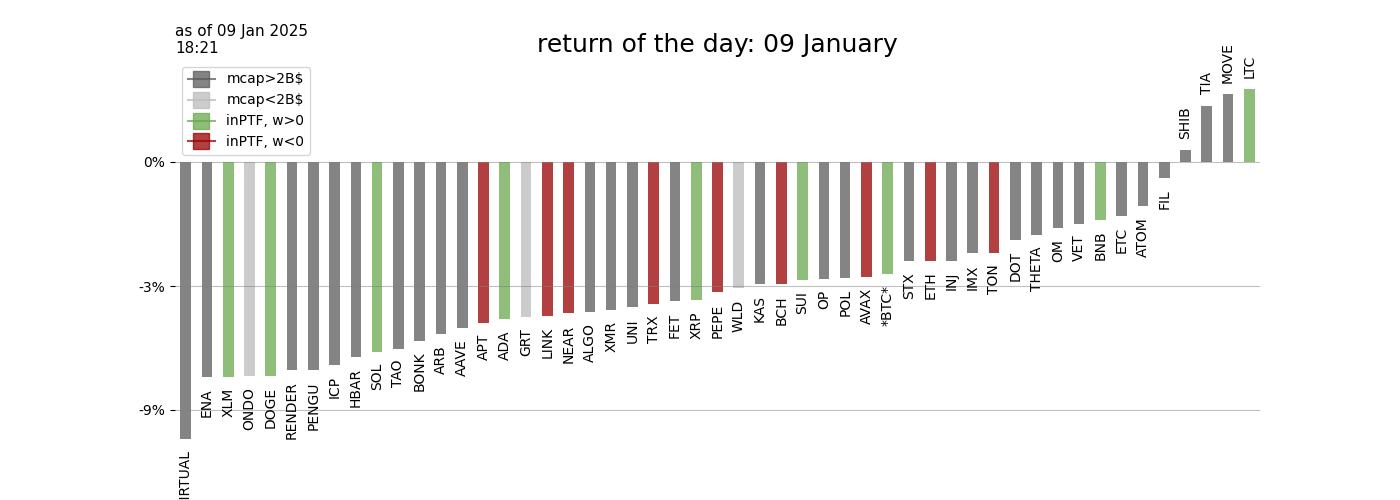 as of 09 Jan 2025
18:21
return of the day: 09 January
mcap>2B$
mcap<2B$
inPTF, w>0
inPTF, w<0
0%
-3%
-9%
IRTUAL
ENA
XLM
ONDO
DOGE
RENDER
PENGU
ICP
HBAR
SOL
TAO
BONK
ARB
AAVE
APT
ADA
GRT
LINK
NEAR
ALGO
XMR
UNI
TRX
FET
XRP
PEPE
WLD
KAS
BCH
SUI
OP
POL
AVAX
*BTC*
STX
ETH
INJ
IMX
TON
DOT
THETA
OM
VET
BNB
ETC
ATOM
FIL
SHIB
TIA
MOVE
LTC